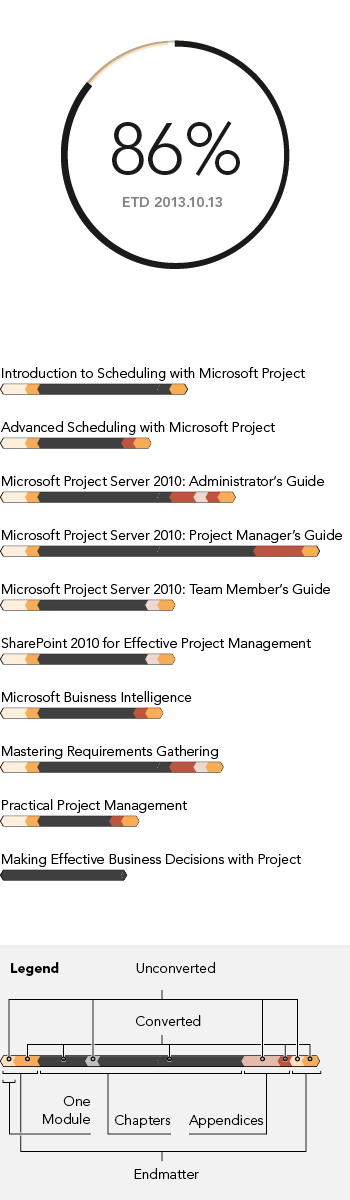 86%
ETD 2013.10.13
Introduction to Scheduling with Microsoft Project
Advanced Scheduling with Microsoft Project
Microsoft Project Server 2010: Administrator's Guide
Microsoft Project Server 2010: Project Manager's Guide
Microsoft Project Server 2010: Team Member's Guide
SharePoint 2010 for Effective Project Management
Microsoft Buisness Intelligence
Mastering Requirements Gathering
Practical Project Management
Making Effective Business Decisions with Project
Legend
Unconverted
Converted
One
Module
Chapters
Appendices
Endmatter